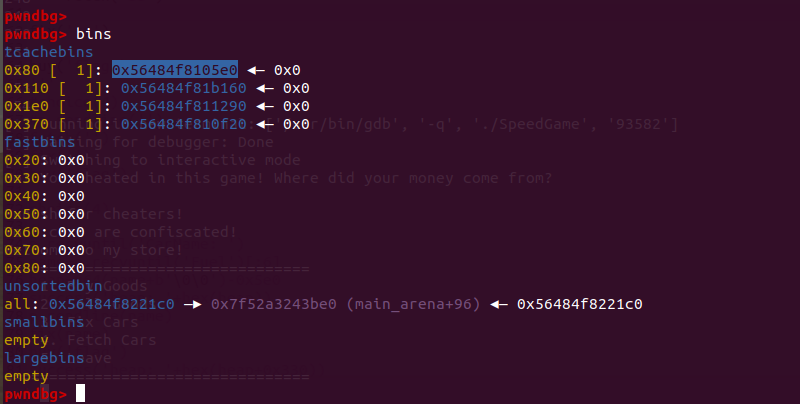 pwndbg>
pwndbg> bins
tcachebins
0x80 [  1]: 0x56484f8105e0 ◂— 0x0
0x110 [  1]: 0x56484f81b160 ◂— 0x0
0x1e0 [  1]: 0x56484f811290 ◂— 0x0
0x370 [  1]: 0x56484f810f20 ◂— 0x0
fastbins
0x20: 0x0
0x30: 0x0
0x40: 0x0
0x50: 0x0
0x60: 0x0
0x70: 0x0
0x80: 0x0
unsortedbin
all: 0x56484f8221c0 —▸ 0x7f52a3243be0 (main_arena+96) ◂— 0x56484f8221c0
smallbins
empty
largebins
empty
pwndbg>